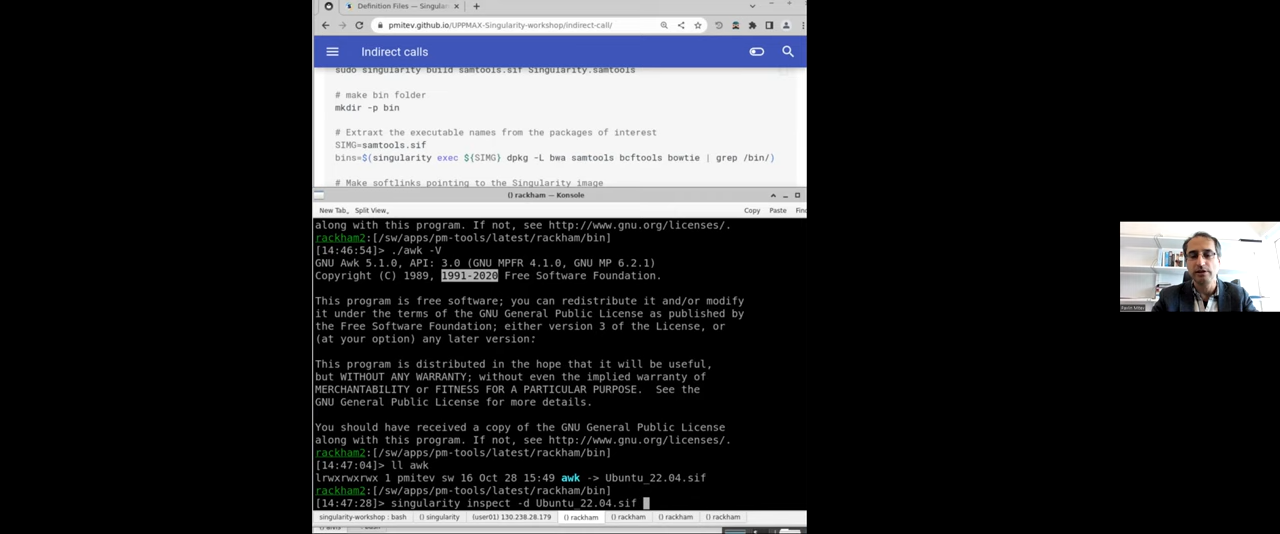 Definition Files — Singular
pmitev.github.io/UPPMAX-Singularity-workshop/indirect-call/
Indirect calls
sudo singularity build samtools.sif Singularity.samtools
# make bin folder
mkdir -p bin
# Extraxt the executable names from the packages of interest
SIMG=samtools.sif
bins=$(singularity exec ${SIMG} dpkg -L bwa samtools bcftools bowtie | grep /bin/)
# Make softlinks pointing to the Singularity image
() rackham — Konsole
New Tab Split View Copy Paste Find
along with this program. If not, see http://www.gnu.org/licenses/.
rackham2:[/sw/apps/pm-tools/latest/rackham/bin]
[14:46:54]> ./awk -V
GNU Awk 5.1.0, API: 3.0 (GNU MPFR 4.1.0, GNU MP 6.2.1)
Copyright (C) 1989, 1991-2020 Free Software Foundation.
This program is free software; you can redistribute it and/or modify
it under the terms of the GNU General Public License as published by
the Free Software Foundation; either version 3 of the License, or
(at your option) any later version.
This program is distributed in the hope that it will be useful,
but WITHOUT ANY WARRANTY; without even the implied warranty of
MERCHANTABILITY or FITNESS FOR A PARTICULAR PURPOSE. See the
GNU General Public License for more details.
You should have received a copy of the GNU General Public License
along with this program. If not, see http://www.gnu.org/licenses/.
rackham2:[/sw/apps/pm-tools/latest/rackham/bin]
[14:47:04]> ll awk
lrwxrwxrwx 1 pmitev sw 16 Oct 28 15:49 awk -> Ubuntu_22.04.sif
rackham2:[/sw/apps/pm-tools/latest/rackham/bin]
[14:47:28]> singularity inspect -d Ubuntu_22.04.sif
singularity-workshop : bash () singularity (user01) 130.238.28.179 () rackham () rackham () rackham () rackham